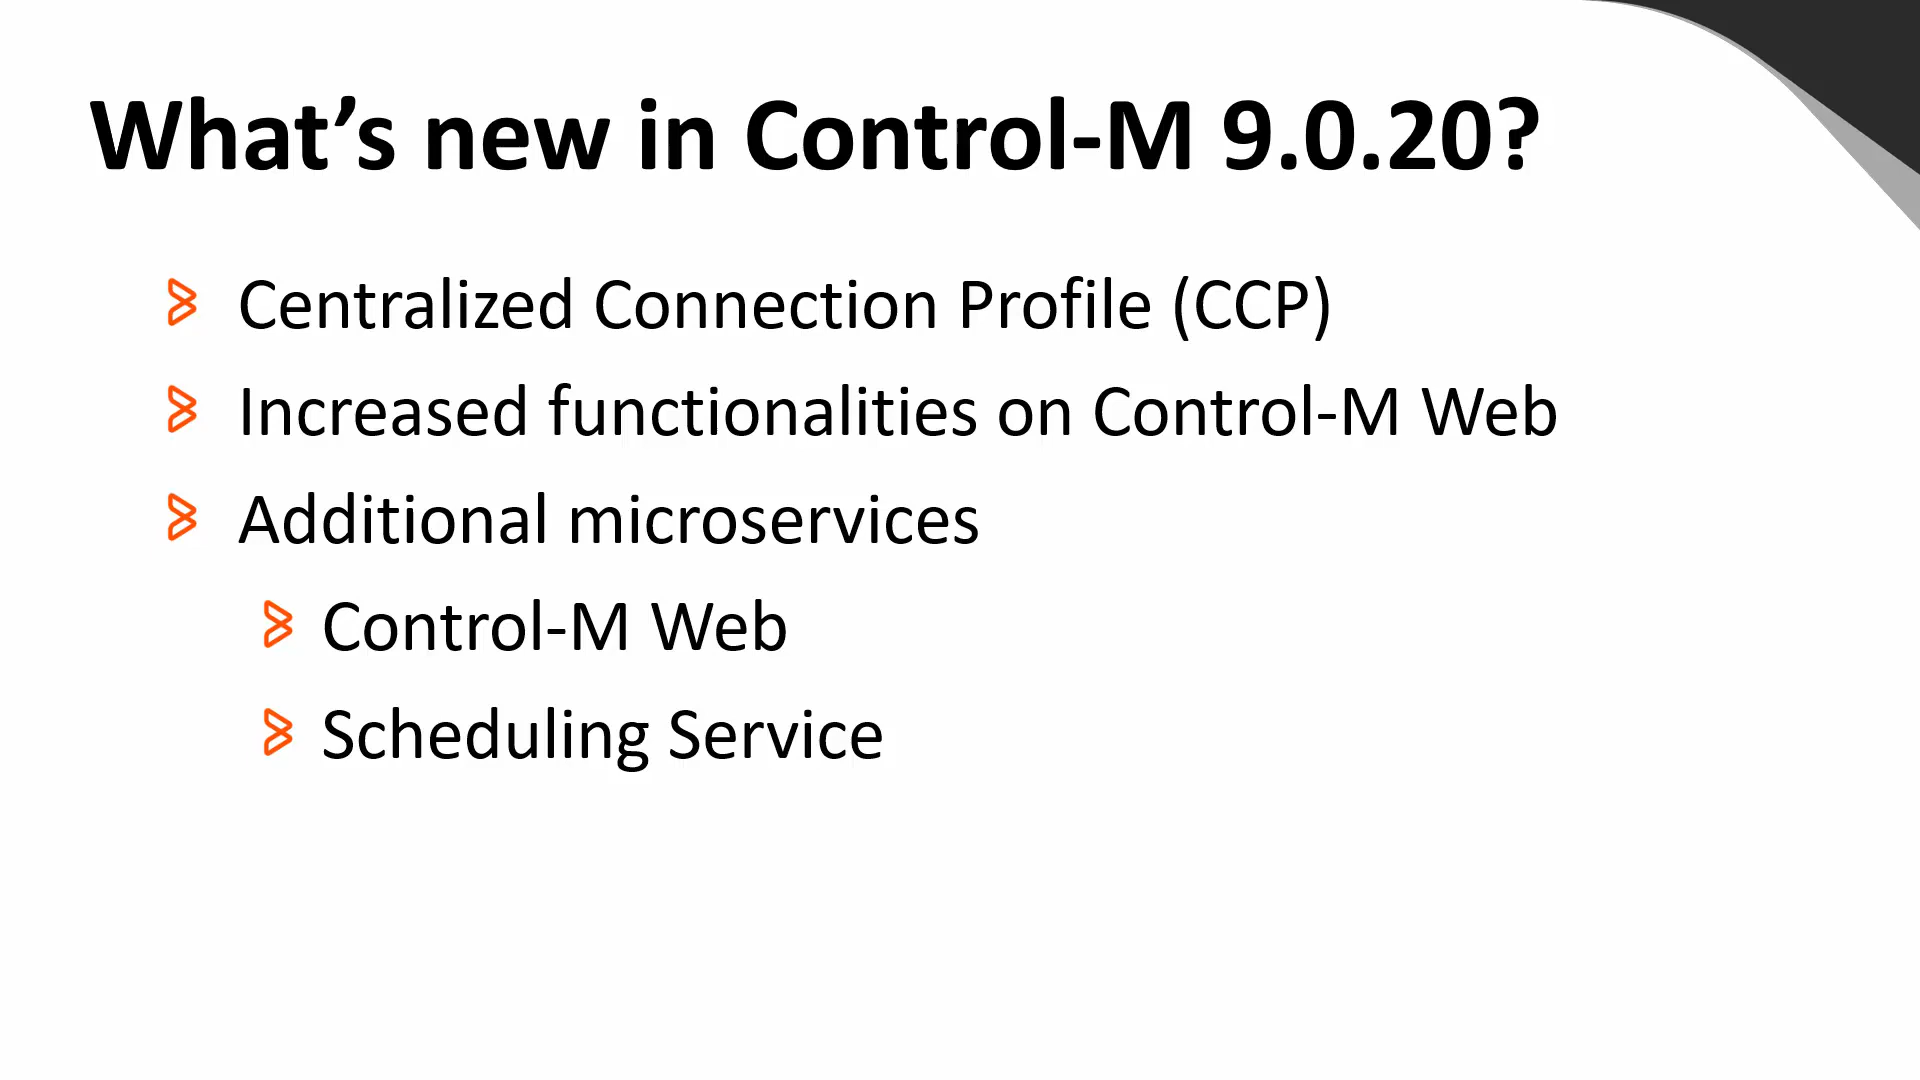 What’s new in Control-M 9.0.20?
Centralized Connection Profile (CCP)
Increased functionalities on Control-M Web
Additional microservices
Control-M Web
Scheduling Service